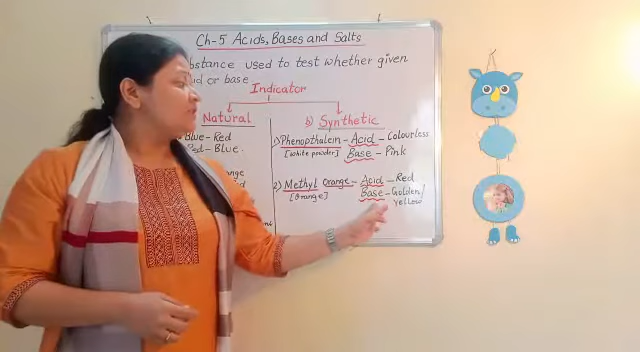 Ch-5 Acids, Bases and Salts
bstance used to test whether given
id or base
Indicator
Natural
b) Synthetic
Blue-Red
Red-Blue.
1) Phenopthalein-Acid-Colourless
[white powder] Base-Pink
2) Methyl Orange-Acid-Red
[Orange] Base-Golden/
yellow